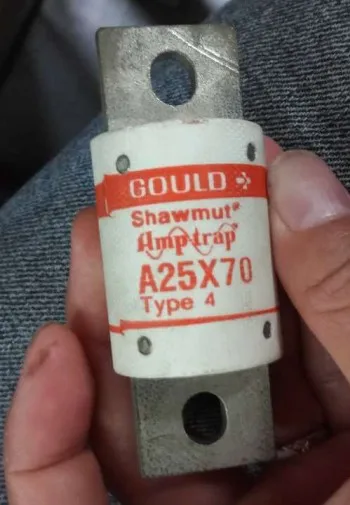 GOULD
Shawmut®
Amp-trap®
A25X70
Type 4